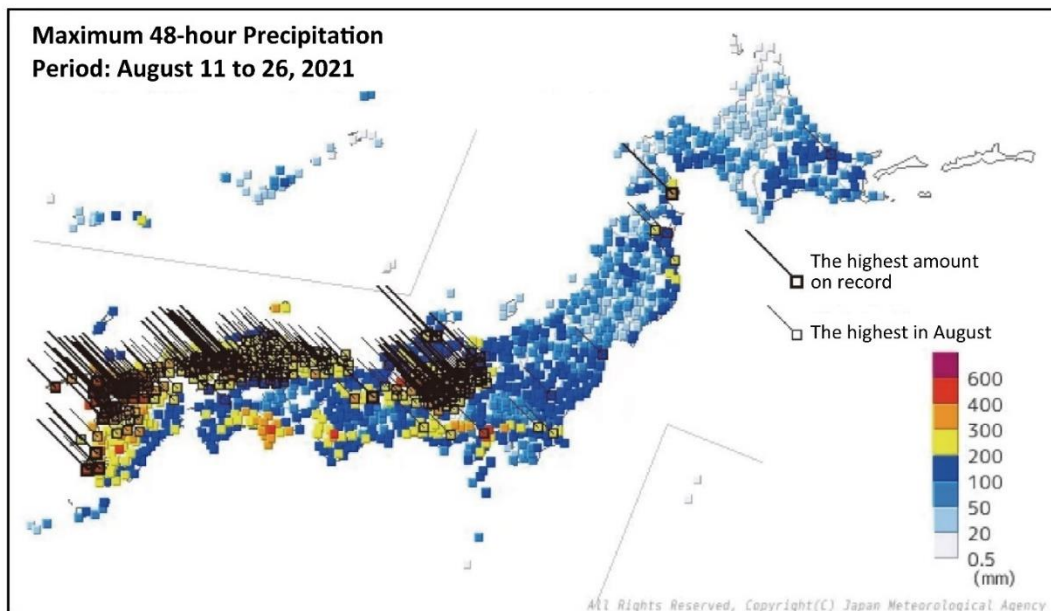 Maximum 48-hour Precipitation
Period: August 11 to 26, 2021
The highest amount
on record
The highest in August
600
400
300
200
100
50
20
0.5
(mm)
All Rights Reserved, Copyright(C) Japan Meteorological Agency